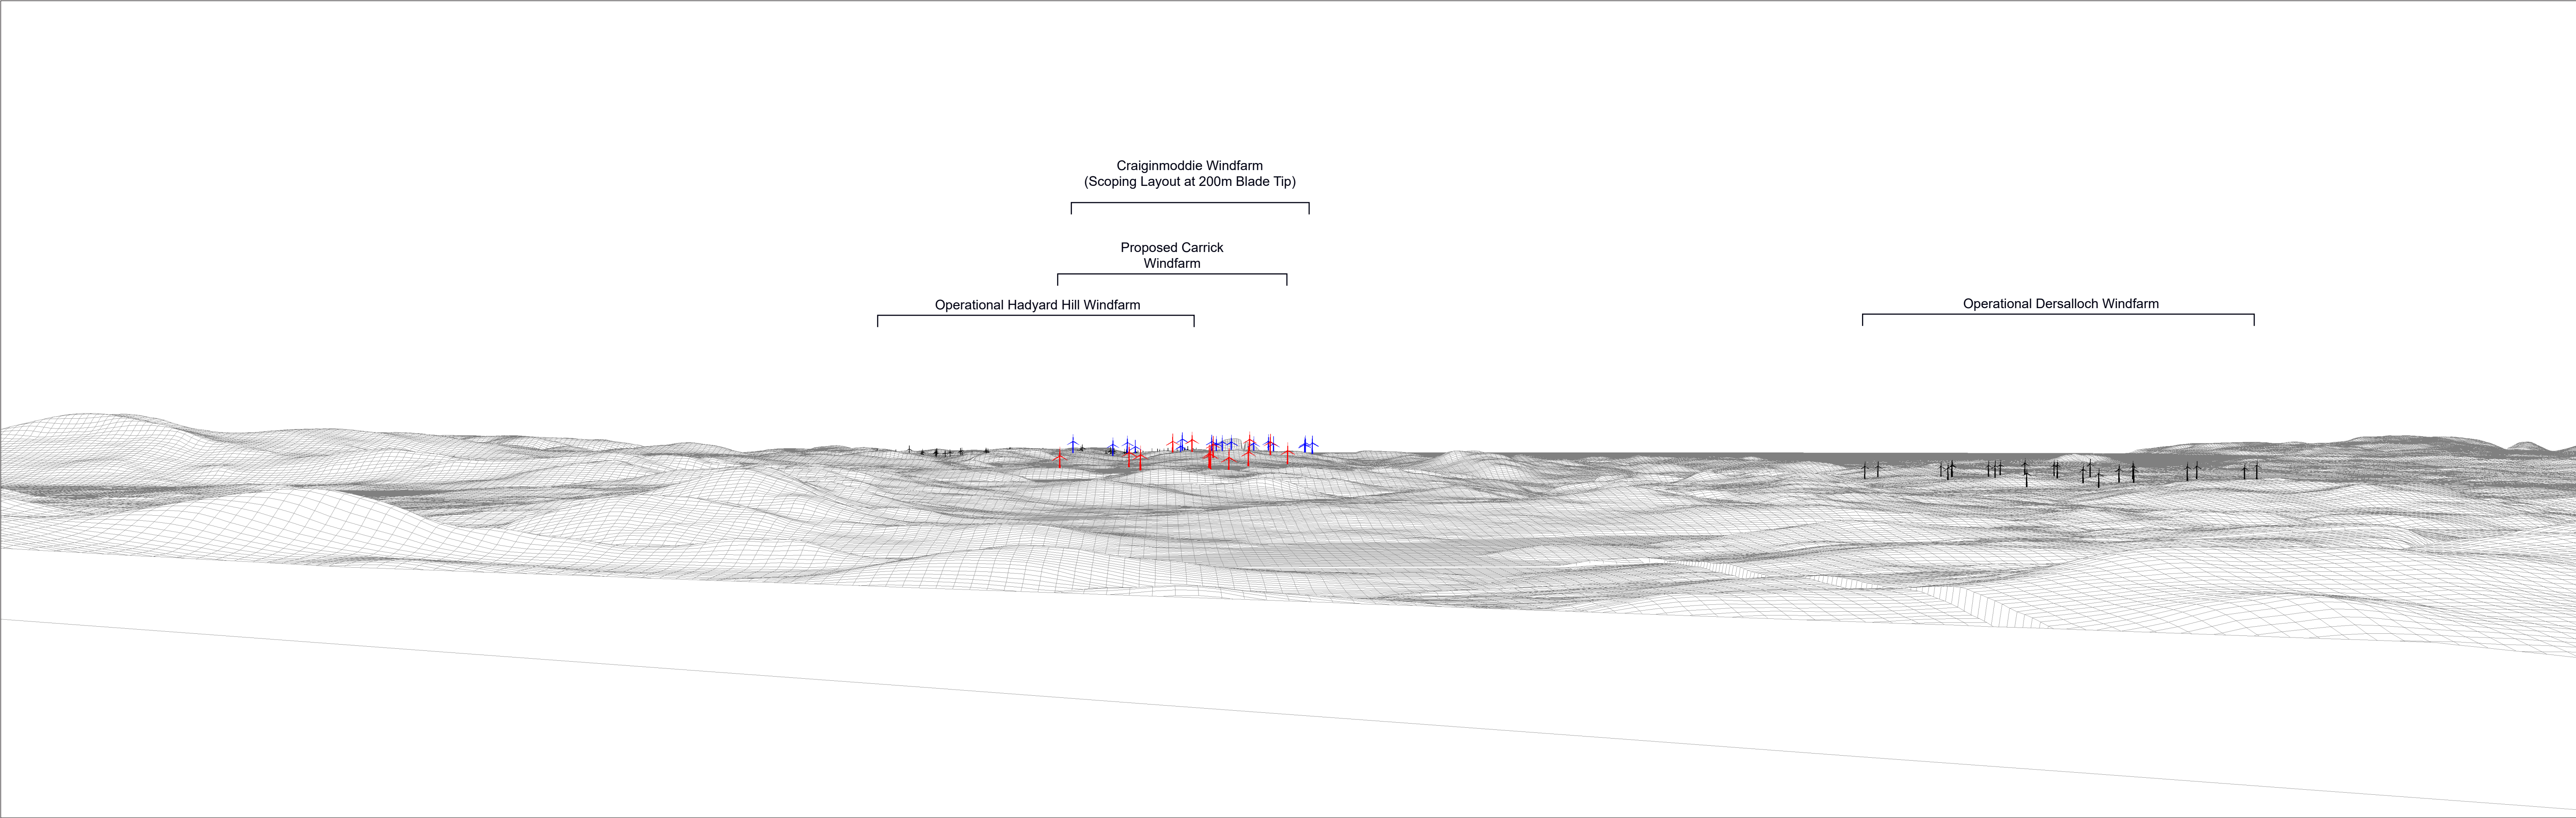 Craiginmoddie Windfarm
(Scoping Layout at 200m Blade Tip)
Proposed Carrick
Windfarm
Operational Hadyard Hill Windfarm
Operational Dersalloch Windfarm